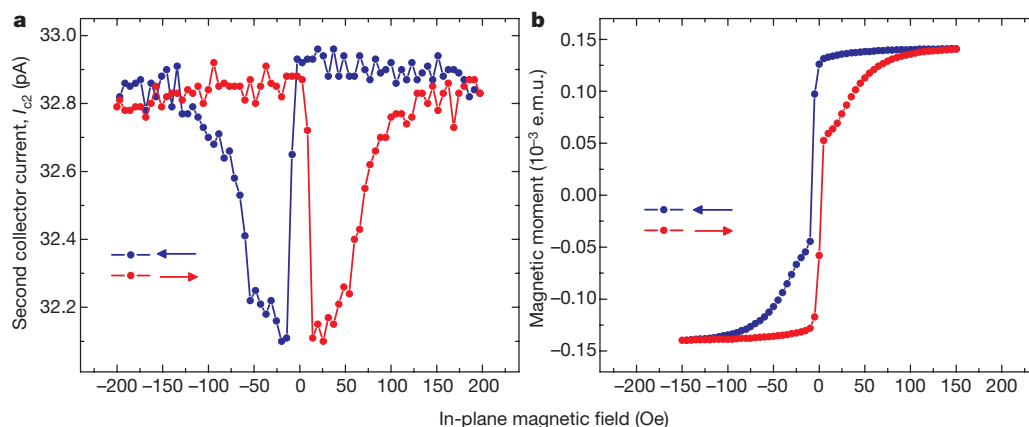 a
33.0
32.8
32.6
32.4
32.2
Second collector current, I_c2 (pA)
−200 −150 −100 −50 0 50 100 150 200
b
0.15
0.10
0.05
0.00
−0.05
−0.10
−0.15
Magnetic moment (10⁻³ e.m.u.)
−200 −150 −100 −50 0 50 100 150 200
In-plane magnetic field (Oe)